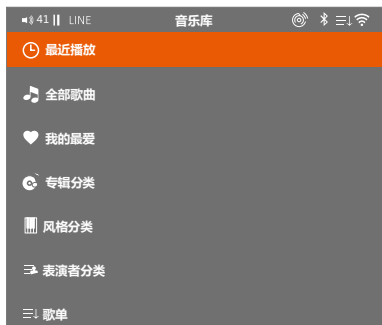 41 LINE 音乐库
最近播放
全部歌曲
我的最爱
专辑分类
风格分类
表演者分类
歌单